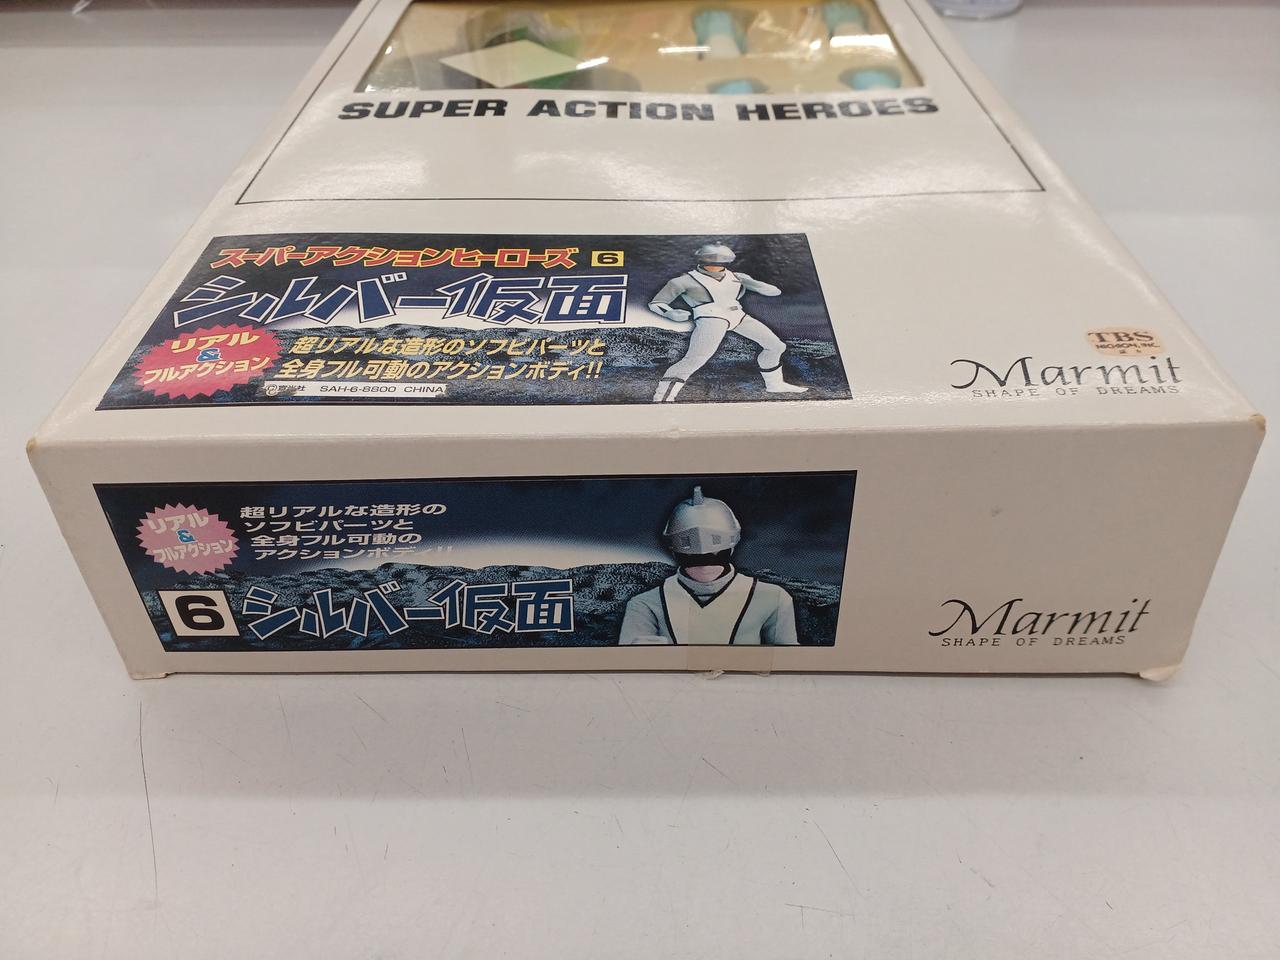 SUPER ACTION HEROES
スーパーアクションヒーローズ 6
シルバー仮面
リアル
&
フルアクション
超リアルな造形のソフビパーツと
全身フル可動のアクションボディ!!
©宣光社 SAH-6-8800 CHINA
TBS
Marmit
SHAPE OF DREAMS
リアル
&
フルアクション
超リアルな造形の
ソフビパーツと
全身フル可動の
アクションボディ!!
6 シルバー仮面
Marmit
SHAPE OF DREAMS